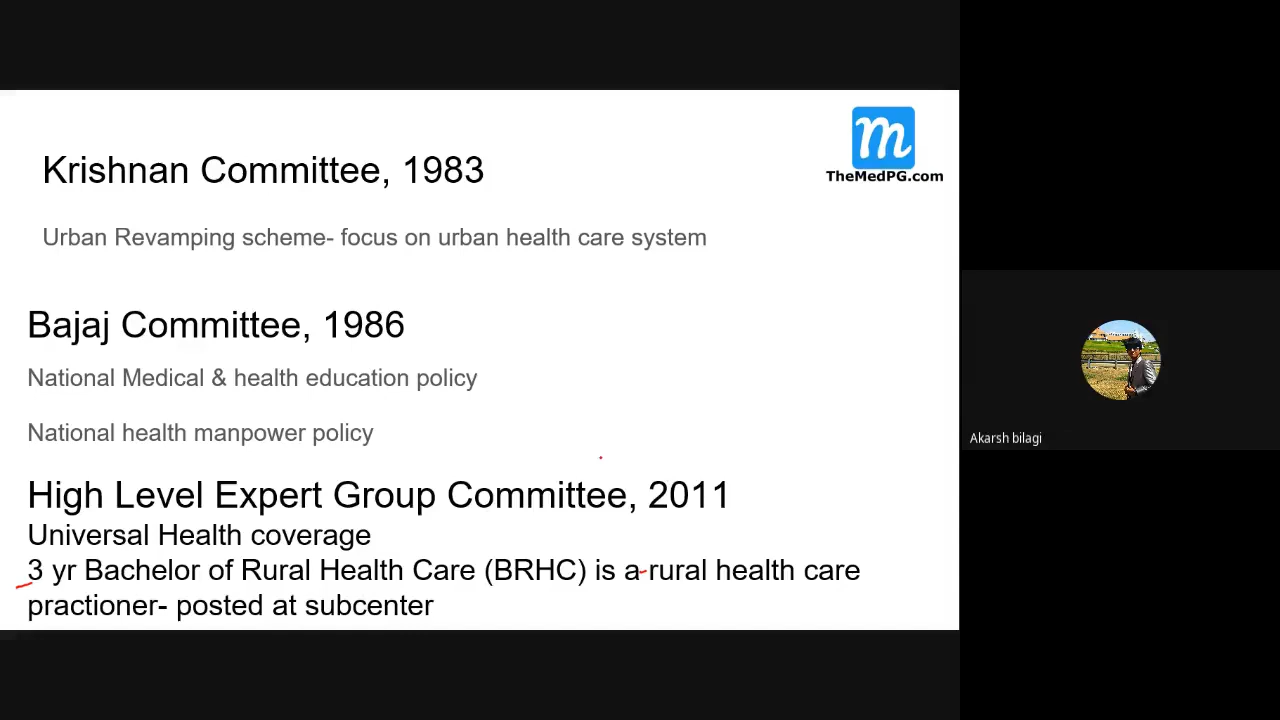 m
TheMedPG.com
Krishnan Committee, 1983
Urban Revamping scheme- focus on urban health care system
Bajaj Committee, 1986
National Medical & health education policy
National health manpower policy
High Level Expert Group Committee, 2011
Universal Health coverage
3 yr Bachelor of Rural Health Care (BRHC) is a rural health care
practioner- posted at subcenter
Akarsh bilagi